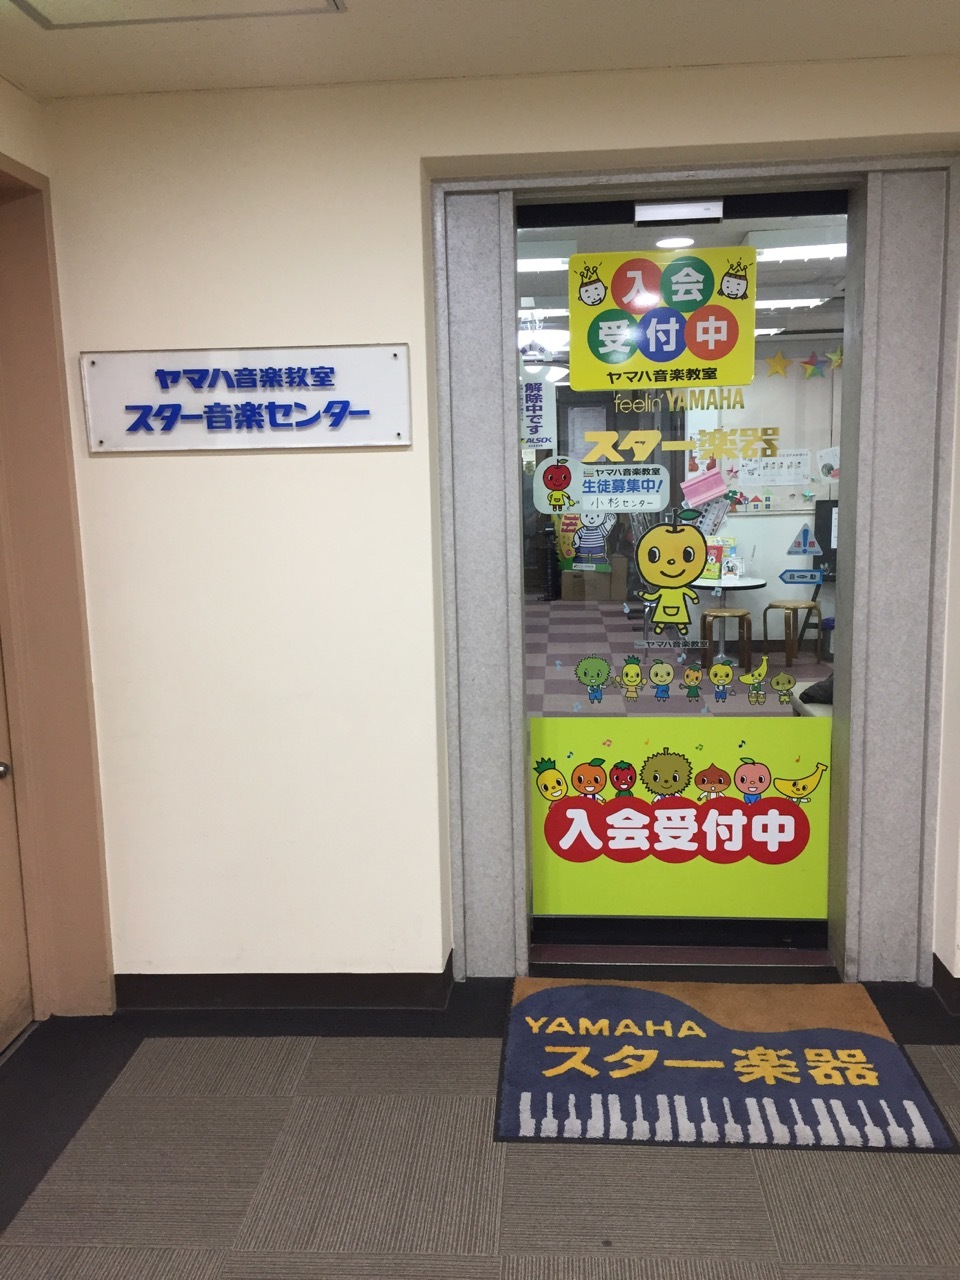 ヤマハ音楽教室
スター音楽センター
入会
受付中
ヤマハ音楽教室
feelin' YAMAHA
スター楽器
解除中です
ALSOK
ヤマハ音楽教室
生徒募集中!
小杉センター
注意
自動
ヤマハ音楽教室
入会受付中
YAMAHA
スター楽器